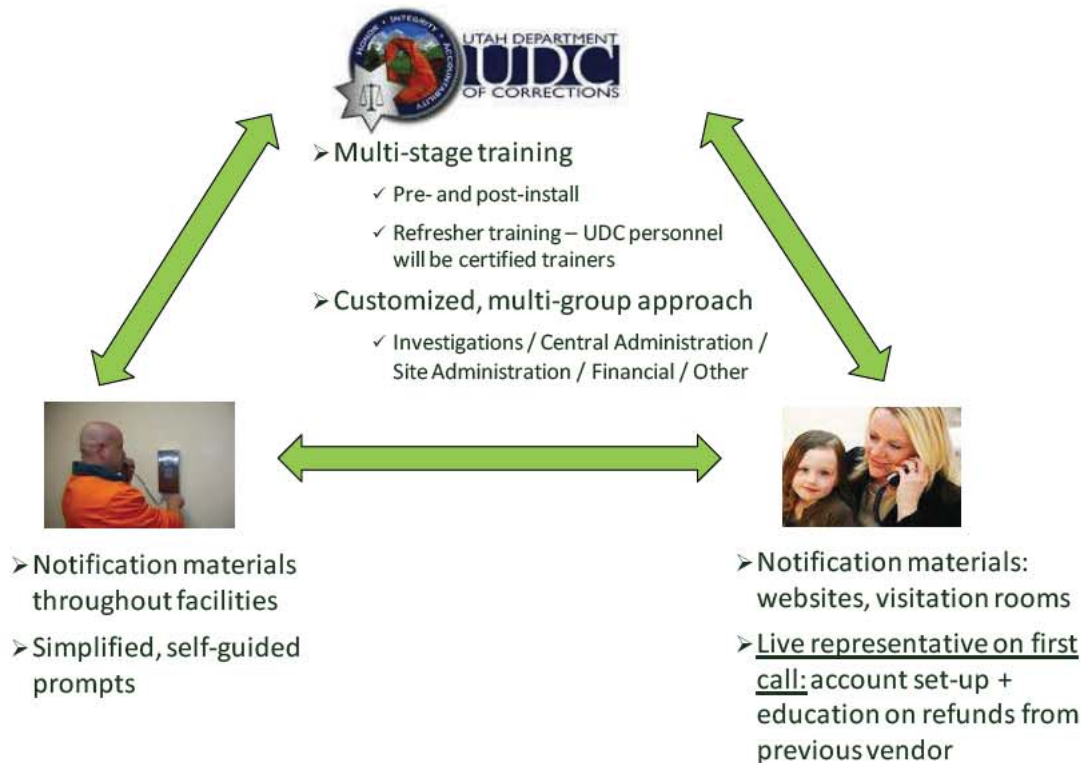 HONOR • INTEGRITY • ACCOUNTABILITY
UTAH DEPARTMENT
UDC
OF CORRECTIONS
➢ Multi-stage training
✓ Pre- and post-install
✓ Refresher training – UDC personnel
will be certified trainers
➢ Customized, multi-group approach
✓ Investigations / Central Administration /
Site Administration / Financial / Other
➢ Notification materials
throughout facilities
➢ Simplified, self-guided
prompts
➢ Notification materials:
websites, visitation rooms
➢ Live representative on first
call: account set-up +
education on refunds from
previous vendor